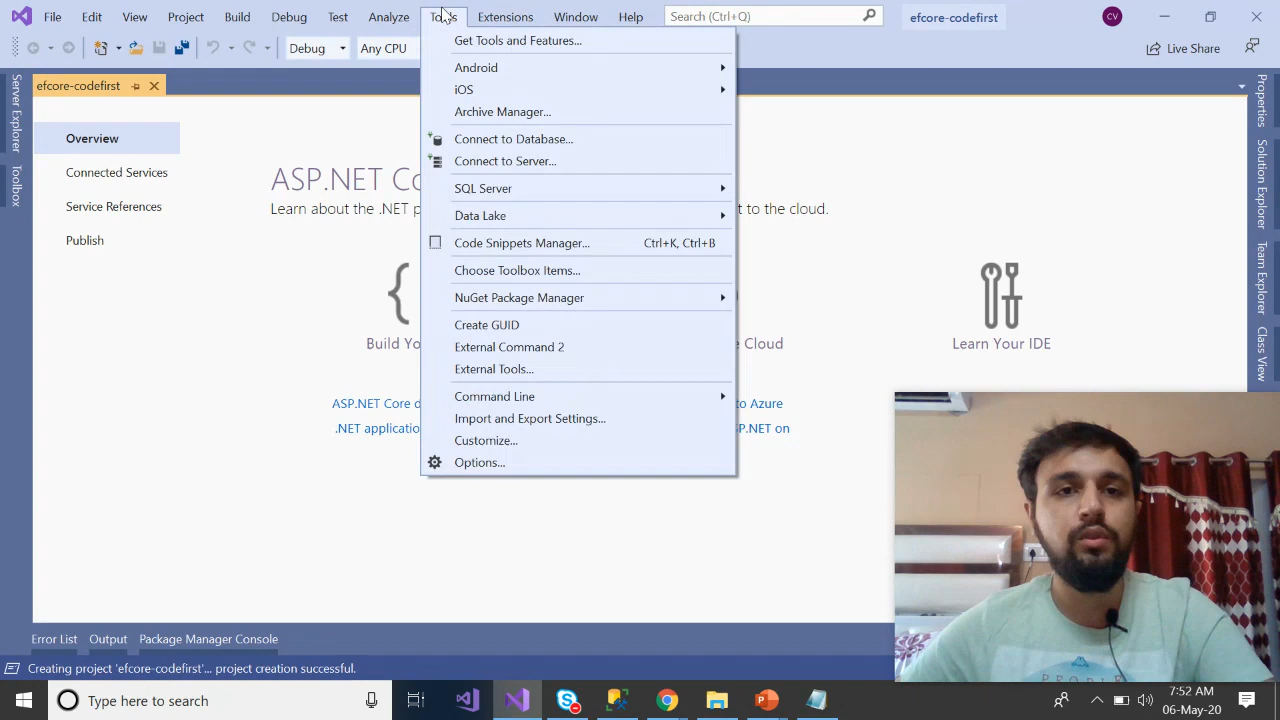 File Edit View Project Build Debug Test Analyze Tools Extensions Window Help Search (Ctrl+Q) efcore-codefirst CV
Debug Any CPU Live Share
efcore-codefirst
Server Explorer
Toolbox
Overview
Connected Services
Service References
Publish
ASP.NET Co
Learn about the .NET p
t to the cloud.
Get Tools and Features...
Android
iOS
Archive Manager...
Connect to Database...
Connect to Server...
SQL Server
Data Lake
Code Snippets Manager... Ctrl+K, Ctrl+B
Choose Toolbox Items...
NuGet Package Manager
Create GUID
External Command 2
External Tools...
Command Line
Import and Export Settings...
Customize...
Options...
Build Yo
e Cloud
Learn Your IDE
ASP.NET Core d
to Azure
.NET application
SP.NET on
Properties
Solution Explorer
Team Explorer
Class View
Error List Output Package Manager Console
Creating project 'efcore-codefirst'... project creation successful.
PEOPLE
Type here to search
7:52 AM
06-May-20